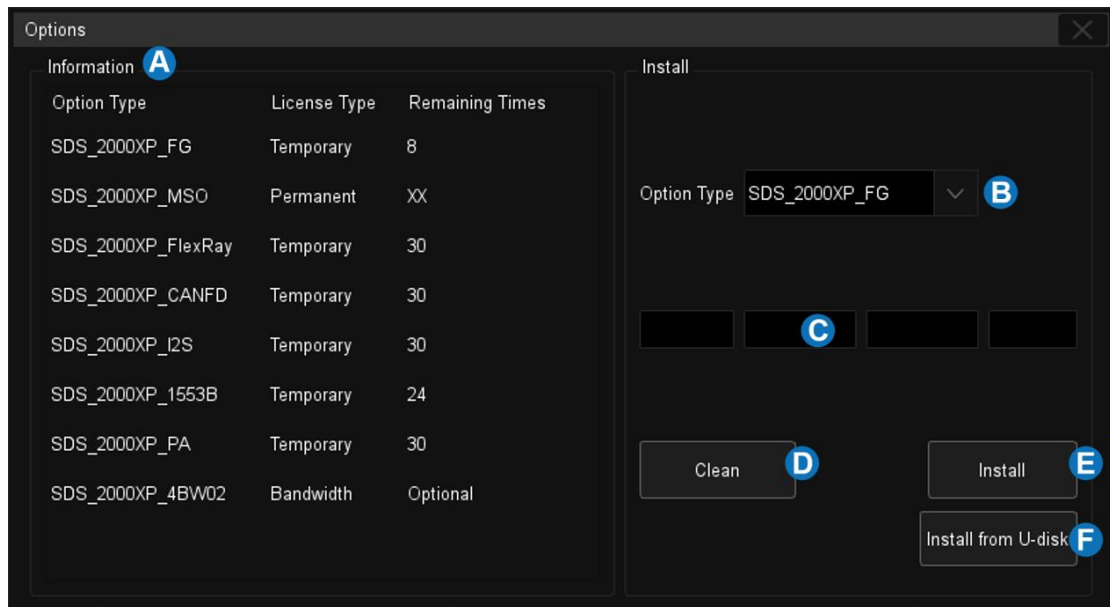 Options
Information A
Option Type License Type Remaining Times
SDS_2000XP_FG Temporary 8
SDS_2000XP_MSO Permanent XX
SDS_2000XP_FlexRay Temporary 30
SDS_2000XP_CANFD Temporary 30
SDS_2000XP_I2S Temporary 30
SDS_2000XP_1553B Temporary 24
SDS_2000XP_PA Temporary 30
SDS_2000XP_4BW02 Bandwidth Optional
Install
Option Type SDS_2000XP_FG B
C
Clean D
Install E
Install from U-disk F